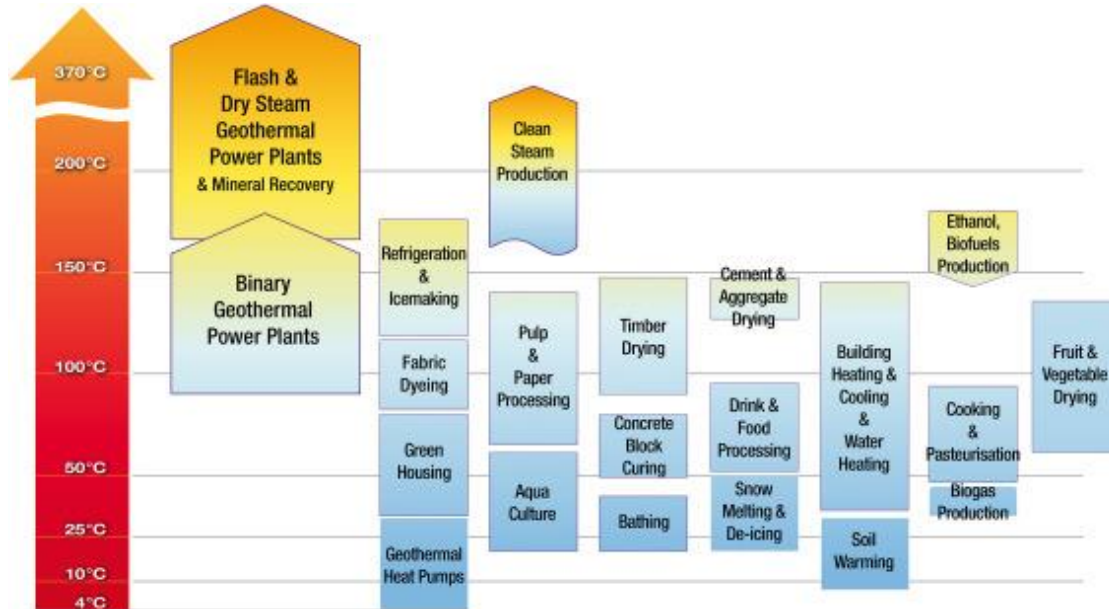 370°C
200°C
150°C
100°C
50°C
25°C
10°C
4°C
Flash &
Dry Steam
Geothermal
Power Plants
& Mineral Recovery
Binary
Geothermal
Power Plants
Refrigeration
&
Icemaking
Fabric
Dyeing
Green
Housing
Geothermal
Heat Pumps
Clean
Steam
Production
Pulp
&
Paper
Processing
Aqua
Culture
Timber
Drying
Concrete
Block
Curing
Bathing
Cement &
Aggregate
Drying
Drink &
Food
Processing
Snow
Melting &
De-icing
Building
Heating &
Cooling
&
Water
Heating
Soil
Warming
Ethanol,
Biofuels
Production
Cooking
&
Pasteurisation
Biogas
Production
Fruit &
Vegetable
Drying